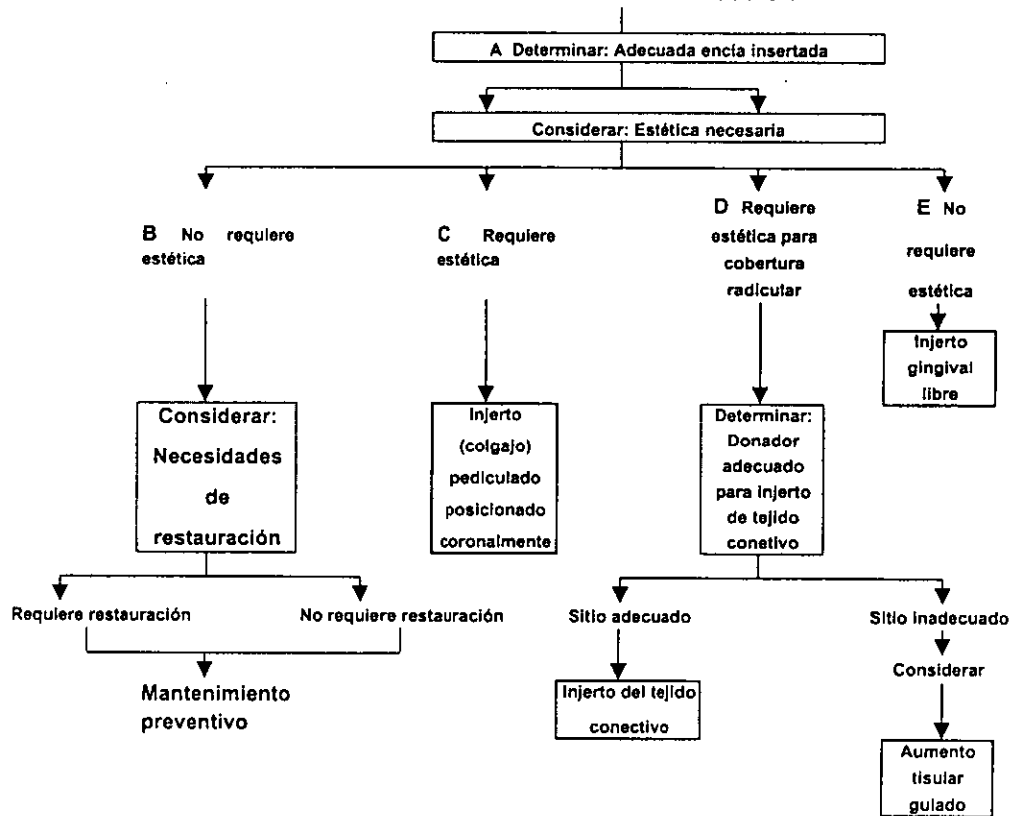 A Determinar: Adecuada encía insertada
Considerar: Estética necesaria
B No requiere
estética
C Requiere
estética
D Requiere
estética para
cobertura
radicular
E No
requiere
estética
Injerto
gingival
libre
Considerar:
Necesidades
de
restauración
Injerto
(colgajo)
pediculado
posicionado
coronalmente
Determinar:
Donador
adecuado
para injerto
de tejido
conetivo
Requiere restauración
No requiere restauración
Sitio adecuado
Sitio inadecuado
Mantenimiento
preventivo
Injerto del tejido
conectivo
Considerar
Aumento
tisular
guiado